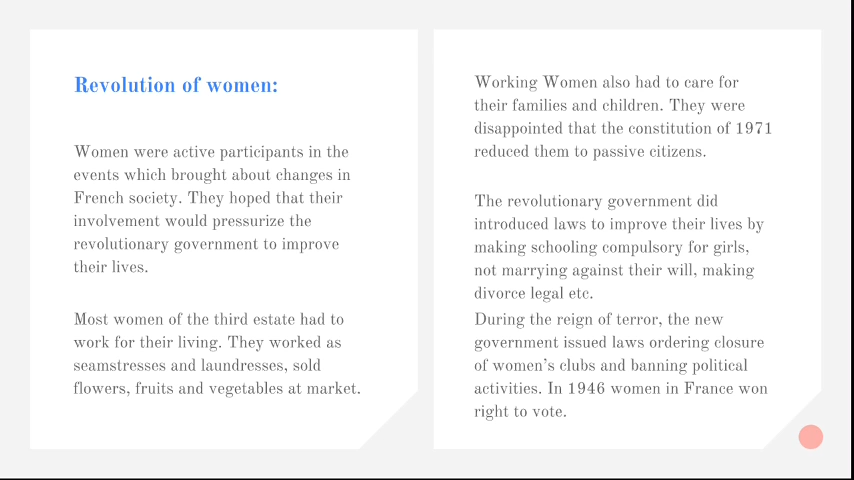 Revolution of women:
Women were active participants in the
events which brought about changes in
French society. They hoped that their
involvement would pressurize the
revolutionary government to improve
their lives.
Most women of the third estate had to
work for their living. They worked as
seamstresses and laundresses, sold
flowers, fruits and vegetables at market.
Working Women also had to care for
their families and children. They were
disappointed that the constitution of 1971
reduced them to passive citizens.
The revolutionary government did
introduced laws to improve their lives by
making schooling compulsory for girls,
not marrying against their will, making
divorce legal etc.
During the reign of terror, the new
government issued laws ordering closure
of women's clubs and banning political
activities. In 1946 women in France won
right to vote.